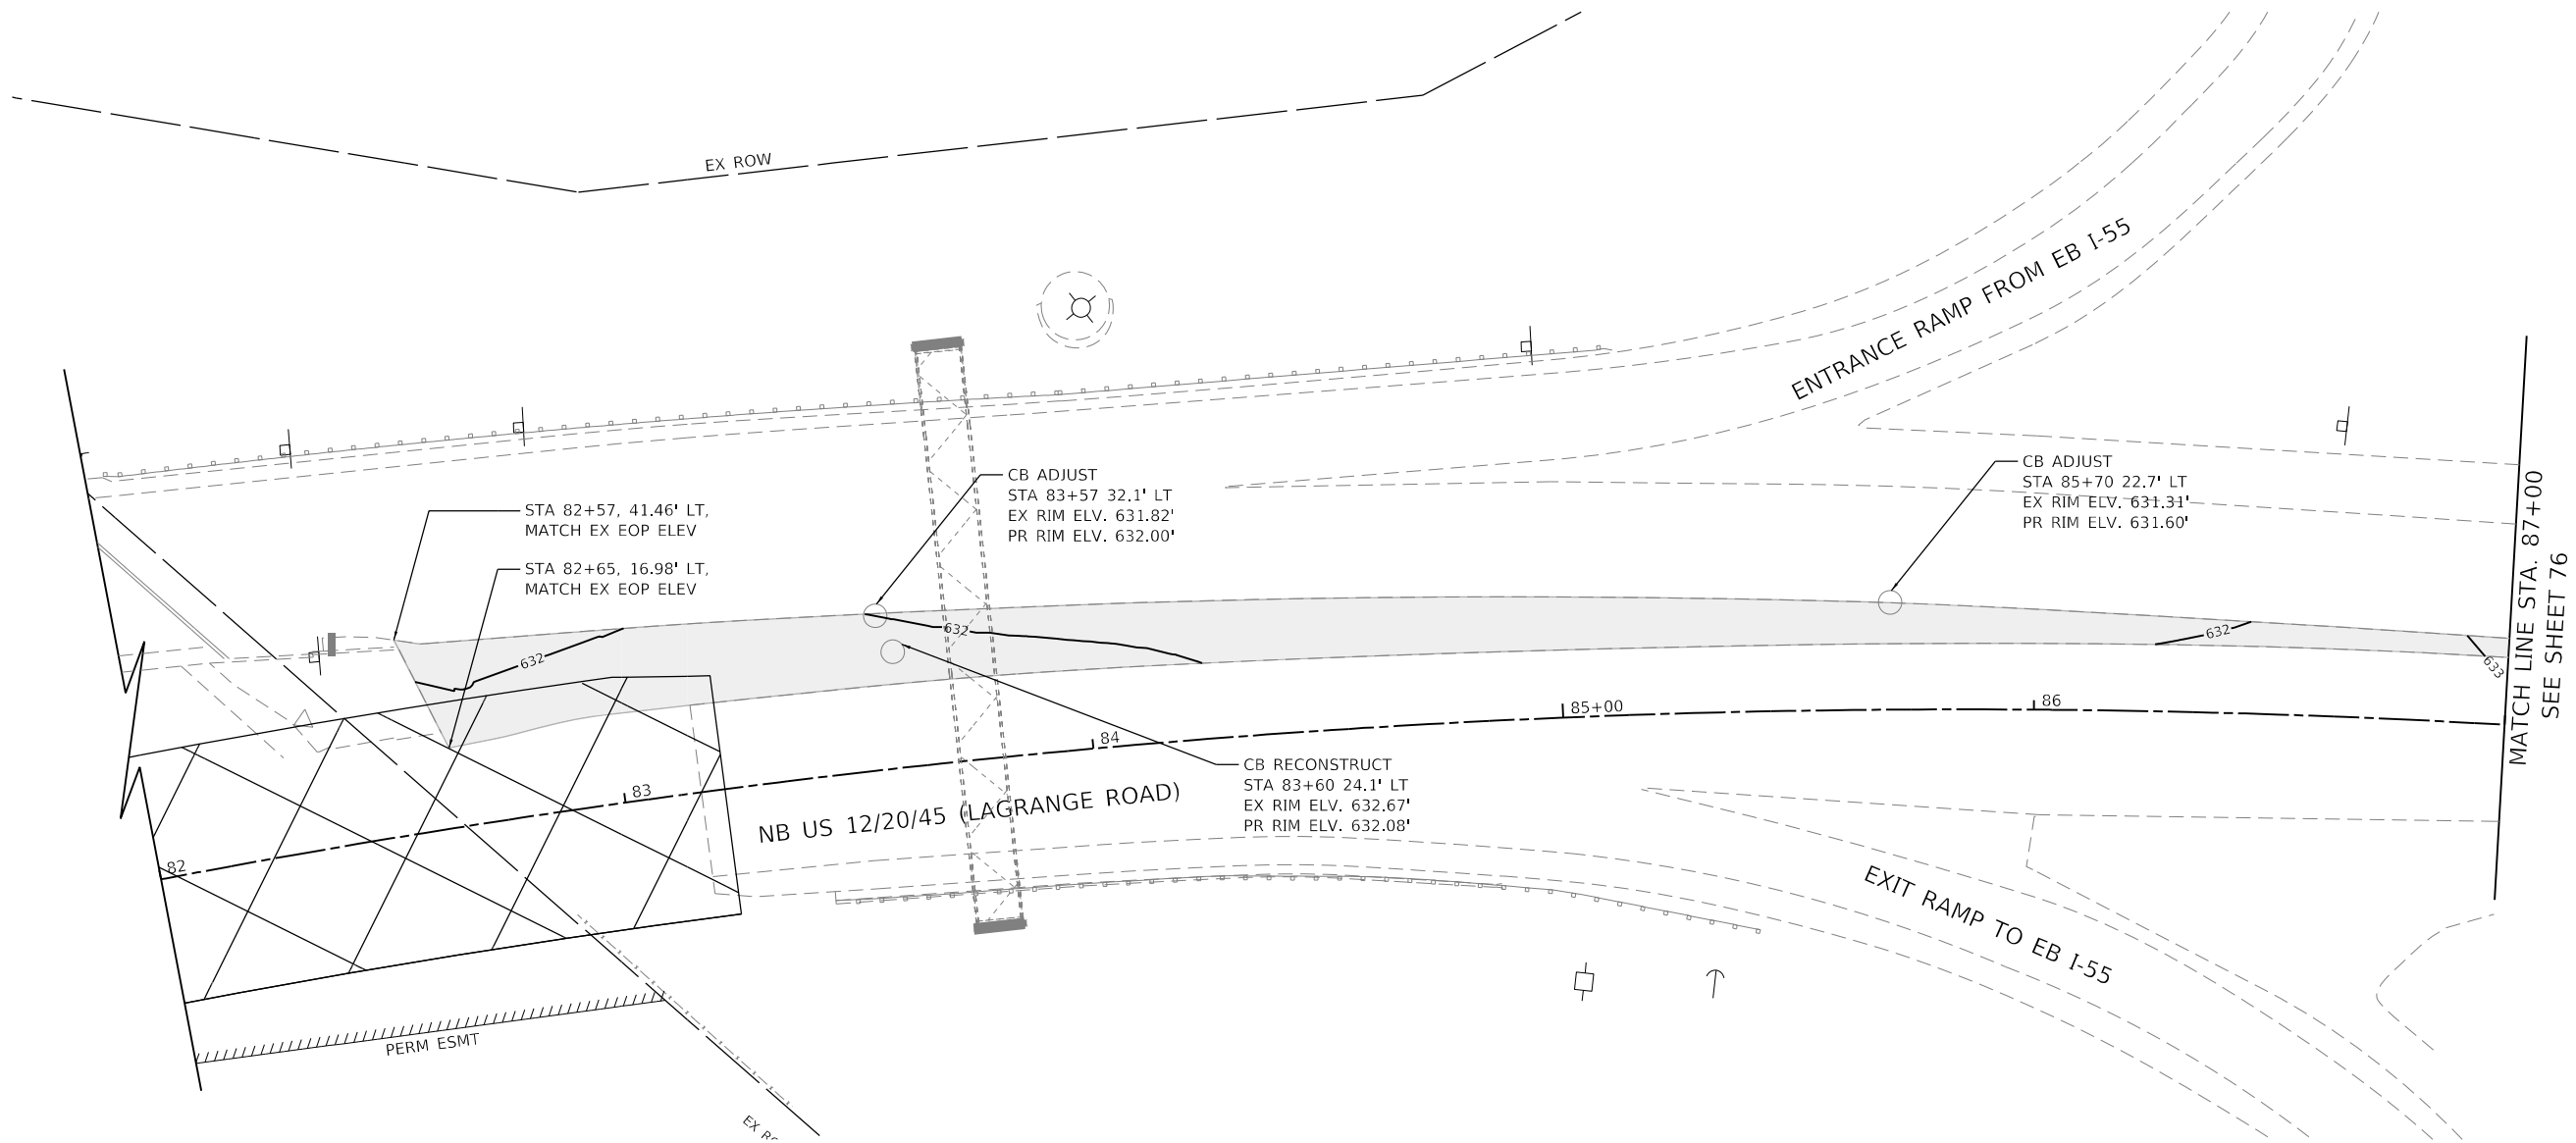 EX ROW
ENTRANCE RAMP FROM EB I-55
CB ADJUST
STA 83+57 32.1' LT
EX RIM ELV. 631.82'
PR RIM ELV. 632.00'
CB ADJUST
STA 85+70 22.7' LT
EX RIM ELV. 631.31'
PR RIM ELV. 631.60'
STA 82+57, 41.46' LT,
MATCH EX EOP ELEV
STA 82+65, 16.98' LT,
MATCH EX EOP ELEV
MATCH LINE STA. 87+00
SEE SHEET 76
632
632
632
633
82
83
84
85+00
86
CB RECONSTRUCT
STA 83+60 24.1' LT
EX RIM ELV. 632.67'
PR RIM ELV. 632.08'
NB US 12/20/45 (LAGRANGE ROAD)
EXIT RAMP TO EB I-55
PERM ESMT
EX